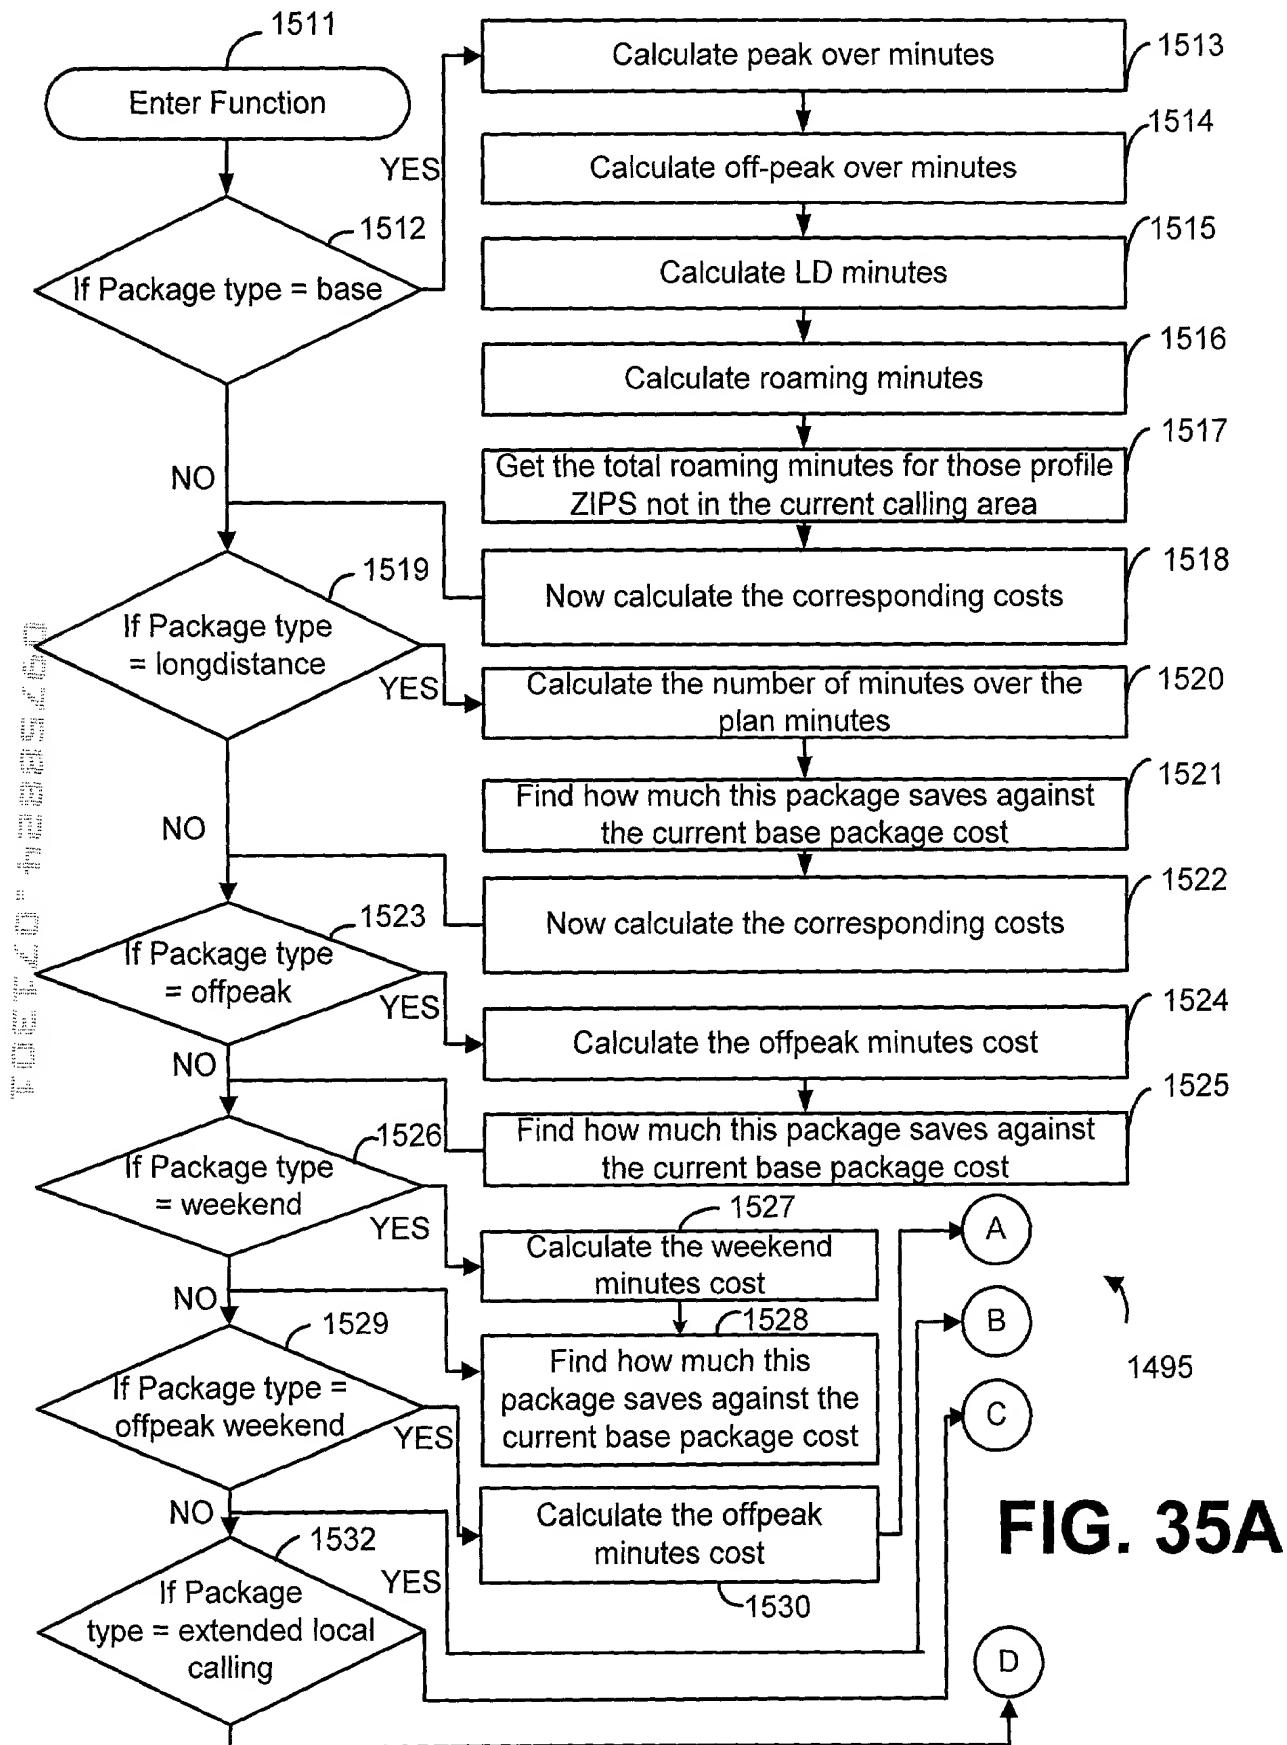 1511
Enter Function
YES
1512
If Package type = base
Calculate peak over minutes
1513
Calculate off-peak over minutes
1514
Calculate LD minutes
1515
Calculate roaming minutes
1516
Get the total roaming minutes for those profile
ZIPS not in the current calling area
1517
Now calculate the corresponding costs
1518
NO
1519
If Package type
= longdistance
YES
Calculate the number of minutes over the
plan minutes
1520
Find how much this package saves against
the current base package cost
1521
Now calculate the corresponding costs
1522
NO
1523
If Package type
= offpeak
YES
Calculate the offpeak minutes cost
1524
Find how much this package saves against
the current base package cost
1525
NO
1526
If Package type
= weekend
YES
1527
Calculate the weekend
minutes cost
1528
Find how much this
package saves against the
current base package cost
NO
1529
If Package type =
offpeak weekend
YES
Calculate the offpeak
minutes cost
1530
NO
1532
If Package
type = extended local
calling
YES
A
B
C
D
1495
FIG. 35A